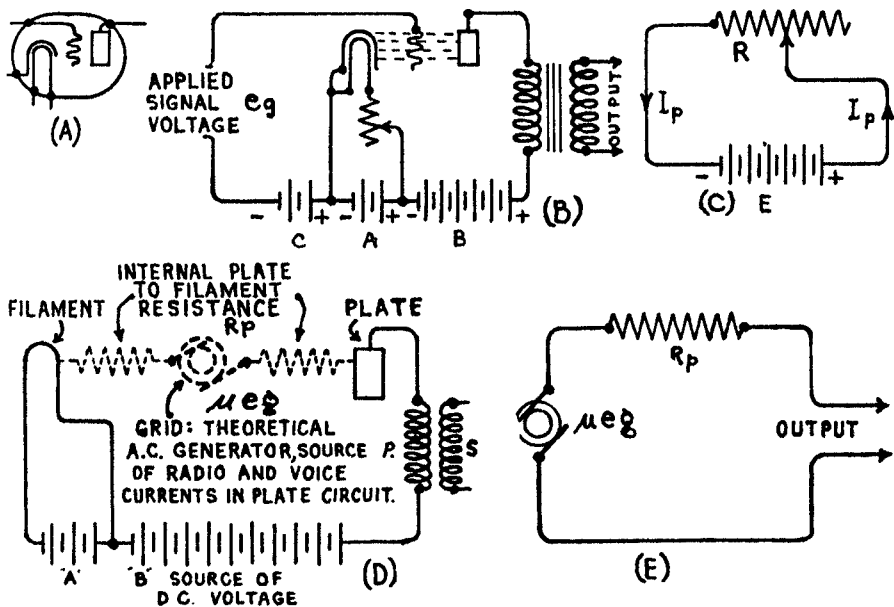 (A)
APPLIED
SIGNAL eg
VOLTAGE
- + - + - +
C A B
(B)
OUTPUT
R
Ip Ip
- +
(C) E
INTERNAL PLATE
TO FILAMENT
RESISTANCE
Rp
FILAMENT
PLATE
μeg
GRID: THEORETICAL
A.C. GENERATOR, SOURCE
OF RADIO AND VOICE
CURRENTS IN PLATE CIRCUIT.
P. S
"A" "B" SOURCE OF
D.C. VOLTAGE
(D)
Rp
μeg
OUTPUT
(E)